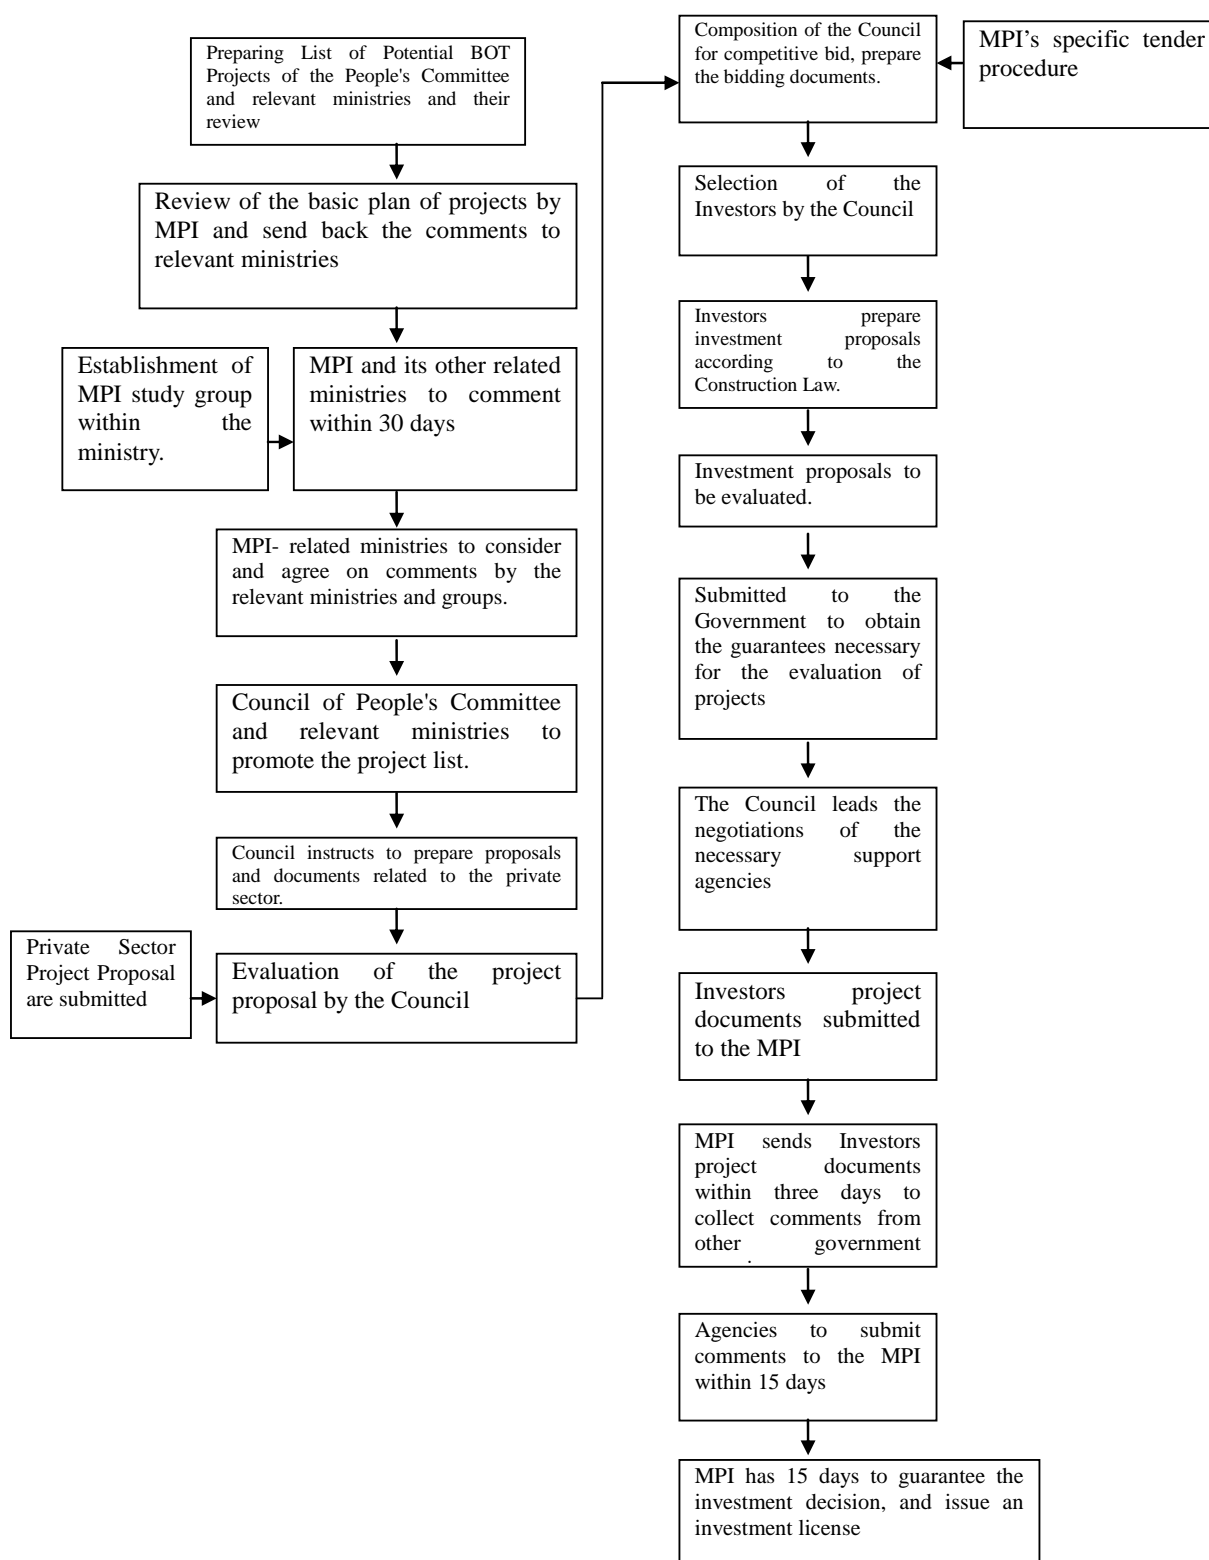 Preparing List of Potential BOT
Projects of the People's Committee
and relevant ministries and their
review
Review of the basic plan of projects by
MPI and send back the comments to
relevant ministries
Establishment of
MPI study group
within the
ministry.
MPI and its other related
ministries to comment
within 30 days
MPI- related ministries to consider
and agree on comments by the
relevant ministries and groups.
Council of People's Committee
and relevant ministries to
promote the project list.
Council instructs to prepare proposals
and documents related to the private
sector.
Private Sector
Project Proposal
are submitted
Evaluation of the project
proposal by the Council
Composition of the Council
for competitive bid, prepare
the bidding documents.
MPI's specific tender
procedure
Selection of the
Investors by the Council
Investors prepare
investment proposals
according to the
Construction Law.
Investment proposals to
be evaluated.
Submitted to the
Government to obtain
the guarantees necessary
for the evaluation of
projects
The Council leads the
negotiations of the
necessary support
agencies
Investors project
documents submitted
to the MPI
MPI sends Investors
project documents
within three days to
collect comments from
other government
Agencies to submit
comments to the MPI
within 15 days
MPI has 15 days to guarantee the
investment decision, and issue an
investment license